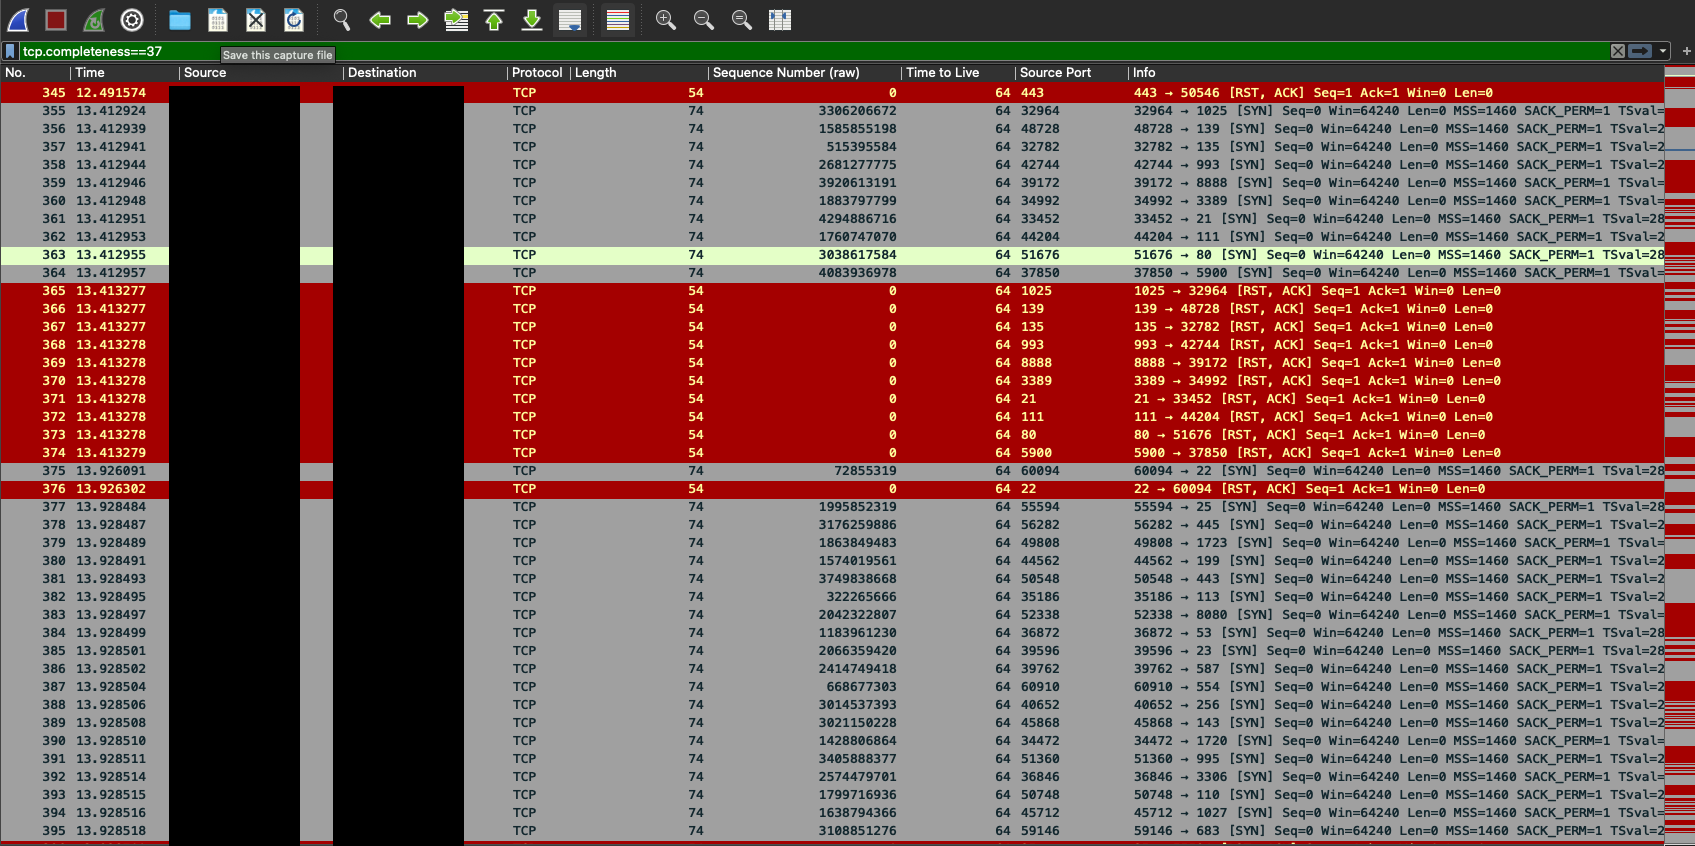 tcp.completeness==37
Save this capture file
No. Time Source Destination Protocol Length Sequence Number (raw) Time to Live Source Port Info
345 12.491574 TCP 54 0 64 443 443 → 50546 [RST, ACK] Seq=1 Ack=1 Win=0 Len=0
355 13.412924 TCP 74 3306206672 64 32964 32964 → 1025 [SYN] Seq=0 Win=64240 Len=0 MSS=1460 SACK_PERM=1 TSval=
356 13.412939 TCP 74 1585855198 64 48728 48728 → 139 [SYN] Seq=0 Win=64240 Len=0 MSS=1460 SACK_PERM=1 TSval=2
357 13.412941 TCP 74 515395584 64 32782 32782 → 135 [SYN] Seq=0 Win=64240 Len=0 MSS=1460 SACK_PERM=1 TSval=2
358 13.412944 TCP 74 2681277775 64 42744 42744 → 993 [SYN] Seq=0 Win=64240 Len=0 MSS=1460 SACK_PERM=1 TSval=2
359 13.412946 TCP 74 3920613191 64 39172 39172 → 8888 [SYN] Seq=0 Win=64240 Len=0 MSS=1460 SACK_PERM=1 TSval=
360 13.412948 TCP 74 1883797799 64 34992 34992 → 3389 [SYN] Seq=0 Win=64240 Len=0 MSS=1460 SACK_PERM=1 TSval=
361 13.412951 TCP 74 4294886716 64 33452 33452 → 21 [SYN] Seq=0 Win=64240 Len=0 MSS=1460 SACK_PERM=1 TSval=28
362 13.412953 TCP 74 1760747070 64 44204 44204 → 111 [SYN] Seq=0 Win=64240 Len=0 MSS=1460 SACK_PERM=1 TSval=2
363 13.412955 TCP 74 3038617584 64 51676 51676 → 80 [SYN] Seq=0 Win=64240 Len=0 MSS=1460 SACK_PERM=1 TSval=28
364 13.412957 TCP 74 4083936978 64 37850 37850 → 5900 [SYN] Seq=0 Win=64240 Len=0 MSS=1460 SACK_PERM=1 TSval=
365 13.413277 TCP 54 0 64 1025 1025 → 32964 [RST, ACK] Seq=1 Ack=1 Win=0 Len=0
366 13.413277 TCP 54 0 64 139 139 → 48728 [RST, ACK] Seq=1 Ack=1 Win=0 Len=0
367 13.413277 TCP 54 0 64 135 135 → 32782 [RST, ACK] Seq=1 Ack=1 Win=0 Len=0
368 13.413278 TCP 54 0 64 993 993 → 42744 [RST, ACK] Seq=1 Ack=1 Win=0 Len=0
369 13.413278 TCP 54 0 64 8888 8888 → 39172 [RST, ACK] Seq=1 Ack=1 Win=0 Len=0
370 13.413278 TCP 54 0 64 3389 3389 → 34992 [RST, ACK] Seq=1 Ack=1 Win=0 Len=0
371 13.413278 TCP 54 0 64 21 21 → 33452 [RST, ACK] Seq=1 Ack=1 Win=0 Len=0
372 13.413278 TCP 54 0 64 111 111 → 44204 [RST, ACK] Seq=1 Ack=1 Win=0 Len=0
373 13.413278 TCP 54 0 64 80 80 → 51676 [RST, ACK] Seq=1 Ack=1 Win=0 Len=0
374 13.413279 TCP 54 0 64 5900 5900 → 37850 [RST, ACK] Seq=1 Ack=1 Win=0 Len=0
375 13.926091 TCP 74 72855319 64 60094 60094 → 22 [SYN] Seq=0 Win=64240 Len=0 MSS=1460 SACK_PERM=1 TSval=28
376 13.926302 TCP 54 0 64 22 22 → 60094 [RST, ACK] Seq=1 Ack=1 Win=0 Len=0
377 13.928484 TCP 74 1995852319 64 55594 55594 → 25 [SYN] Seq=0 Win=64240 Len=0 MSS=1460 SACK_PERM=1 TSval=28
378 13.928487 TCP 74 3176259886 64 56282 56282 → 445 [SYN] Seq=0 Win=64240 Len=0 MSS=1460 SACK_PERM=1 TSval=2
379 13.928489 TCP 74 1863849483 64 49808 49808 → 1723 [SYN] Seq=0 Win=64240 Len=0 MSS=1460 SACK_PERM=1 TSval=
380 13.928491 TCP 74 1574019561 64 44562 44562 → 199 [SYN] Seq=0 Win=64240 Len=0 MSS=1460 SACK_PERM=1 TSval=2
381 13.928493 TCP 74 3749838668 64 50548 50548 → 443 [SYN] Seq=0 Win=64240 Len=0 MSS=1460 SACK_PERM=1 TSval=2
382 13.928495 TCP 74 322265666 64 35186 35186 → 113 [SYN] Seq=0 Win=64240 Len=0 MSS=1460 SACK_PERM=1 TSval=2
383 13.928497 TCP 74 2042322807 64 52338 52338 → 8080 [SYN] Seq=0 Win=64240 Len=0 MSS=1460 SACK_PERM=1 TSval=
384 13.928499 TCP 74 1183961230 64 36872 36872 → 53 [SYN] Seq=0 Win=64240 Len=0 MSS=1460 SACK_PERM=1 TSval=28
385 13.928501 TCP 74 2066359420 64 39596 39596 → 23 [SYN] Seq=0 Win=64240 Len=0 MSS=1460 SACK_PERM=1 TSval=28
386 13.928502 TCP 74 2414749418 64 39762 39762 → 587 [SYN] Seq=0 Win=64240 Len=0 MSS=1460 SACK_PERM=1 TSval=2
387 13.928504 TCP 74 668677303 64 60910 60910 → 554 [SYN] Seq=0 Win=64240 Len=0 MSS=1460 SACK_PERM=1 TSval=2
388 13.928506 TCP 74 3014537393 64 40652 40652 → 256 [SYN] Seq=0 Win=64240 Len=0 MSS=1460 SACK_PERM=1 TSval=2
389 13.928508 TCP 74 3021150228 64 45868 45868 → 143 [SYN] Seq=0 Win=64240 Len=0 MSS=1460 SACK_PERM=1 TSval=2
390 13.928510 TCP 74 1428806864 64 34472 34472 → 1720 [SYN] Seq=0 Win=64240 Len=0 MSS=1460 SACK_PERM=1 TSval=
391 13.928511 TCP 74 3405888377 64 51360 51360 → 995 [SYN] Seq=0 Win=64240 Len=0 MSS=1460 SACK_PERM=1 TSval=2
392 13.928514 TCP 74 2574479701 64 36846 36846 → 3306 [SYN] Seq=0 Win=64240 Len=0 MSS=1460 SACK_PERM=1 TSval=
393 13.928515 TCP 74 1799716936 64 50748 50748 → 110 [SYN] Seq=0 Win=64240 Len=0 MSS=1460 SACK_PERM=1 TSval=2
394 13.928516 TCP 74 1638794366 64 45712 45712 → 1027 [SYN] Seq=0 Win=64240 Len=0 MSS=1460 SACK_PERM=1 TSval=
395 13.928518 TCP 74 3108851276 64 59146 59146 → 683 [SYN] Seq=0 Win=64240 Len=0 MSS=1460 SACK_PERM=1 TSval=2